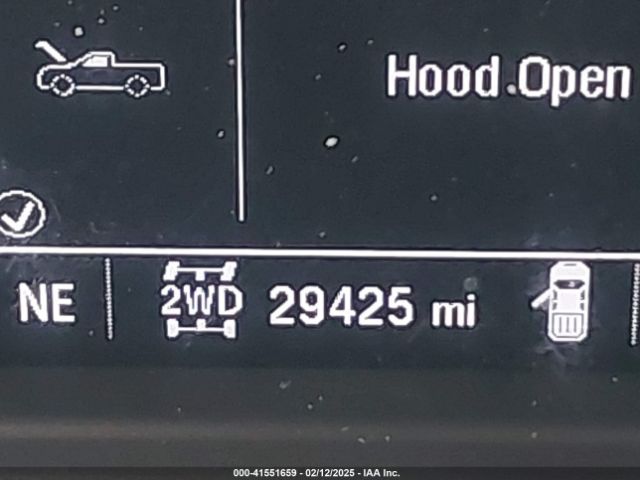 Hood Open
NE 2WD 29425 mi
000-41551659 - 02/12/2025 - IAA Inc.